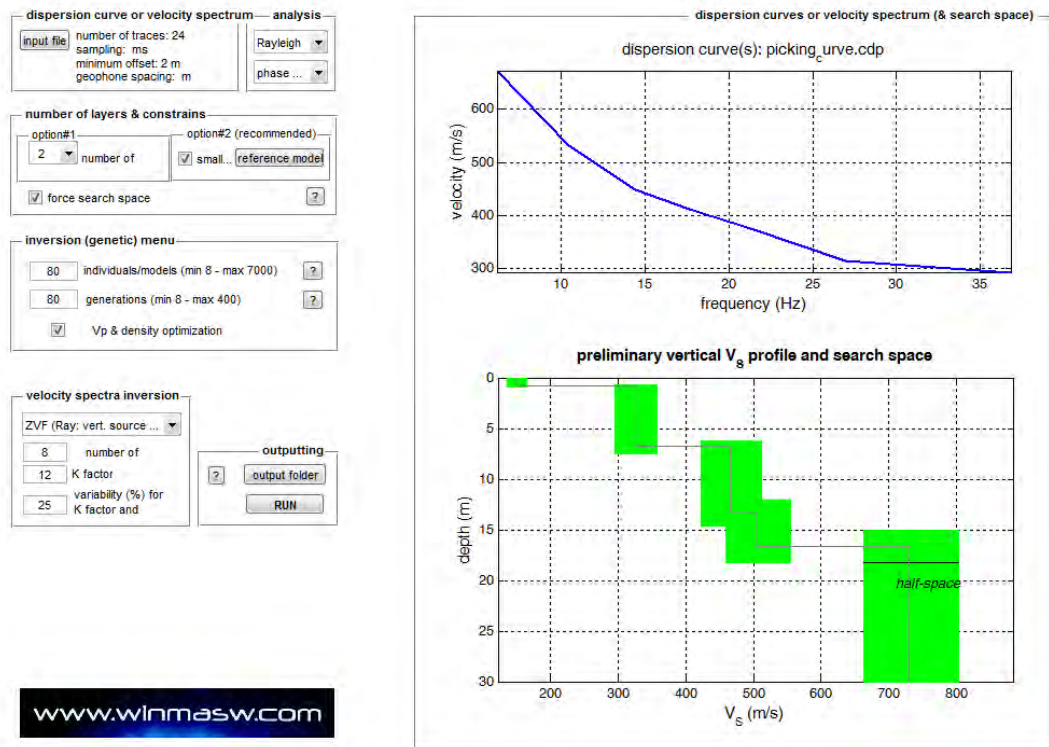 dispersion curve or velocity spectrum
analysis
input file
number of traces: 24
sampling: ms
minimum offset: 2 m
geophone spacing: m
Rayleigh
phase ...
number of layers & constrains
option#1
2
number of
option#2 (recommended)
small...
reference model
force search space
?
inversion (genetic) menu
80
individuals/models (min 8 - max 7000)
?
80
generations (min 8 - max 400)
?
Vp & density optimization
velocity spectra inversion
ZVF (Ray: vert. source ...
8
number of
12
K factor
25
variability (%) for
K factor and
outputting
?
output folder
RUN
www.winmasw.com
dispersion curves or velocity spectrum (& search space)
dispersion curve(s): picking_curve.cdp
velocity (m/s)
600
500
400
300
10
15
20
25
30
35
frequency (Hz)
preliminary vertical VS profile and search space
depth (m)
0
5
10
15
20
25
30
half-space
200
300
400
500
600
700
800
VS (m/s)